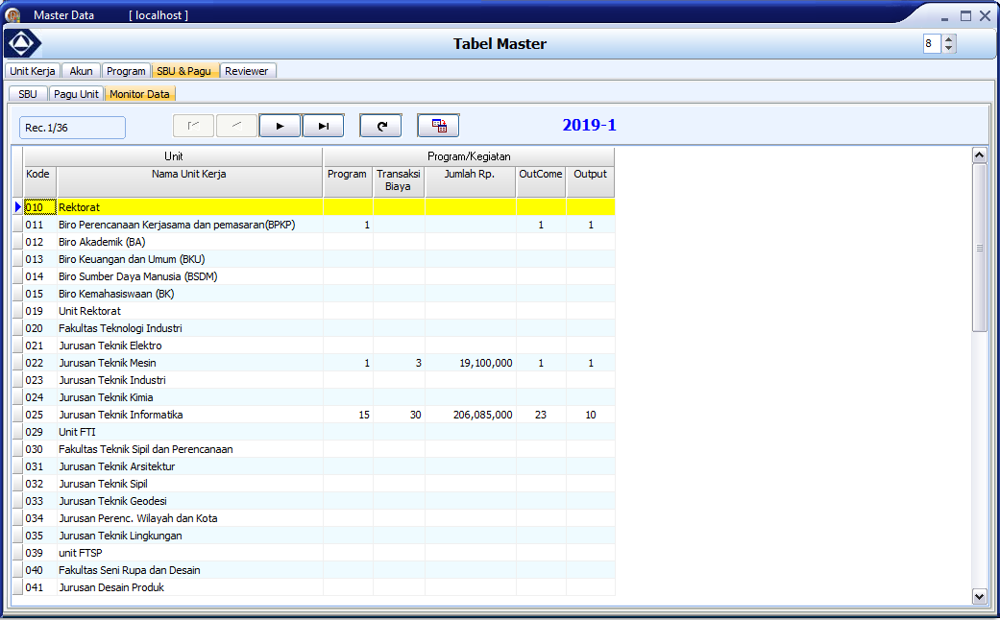 Master Data [ localhost ]
Tabel Master 8
Unit Kerja Akun Program SBU & Pagu Reviewer
SBU Pagu Unit Monitor Data
Rec.1/36 2019-1
Unit Program/Kegiatan
Kode Nama Unit Kerja Program Transaksi Jumlah Rp. OutCome Output
Biaya
010 Rektorat
011 Biro Perencanaan Kerjasama dan pemasaran(BPKP) 1 1 1
012 Biro Akademik (BA)
013 Biro Keuangan dan Umum (BKU)
014 Biro Sumber Daya Manusia (BSDM)
015 Biro Kemahasiswaan (BK)
019 Unit Rektorat
020 Fakultas Teknologi Industri
021 Jurusan Teknik Elektro
022 Jurusan Teknik Mesin 1 3 19,100,000 1 1
023 Jurusan Teknik Industri
024 Jurusan Teknik Kimia
025 Jurusan Teknik Informatika 15 30 206,085,000 23 10
029 Unit FTI
030 Fakultas Teknik Sipil dan Perencanaan
031 Jurusan Teknik Arsitektur
032 Jurusan Teknik Sipil
033 Jurusan Teknik Geodesi
034 Jurusan Perenc. Wilayah dan Kota
035 Jurusan Teknik Lingkungan
039 unit FTSP
040 Fakultas Seni Rupa dan Desain
041 Jurusan Desain Produk